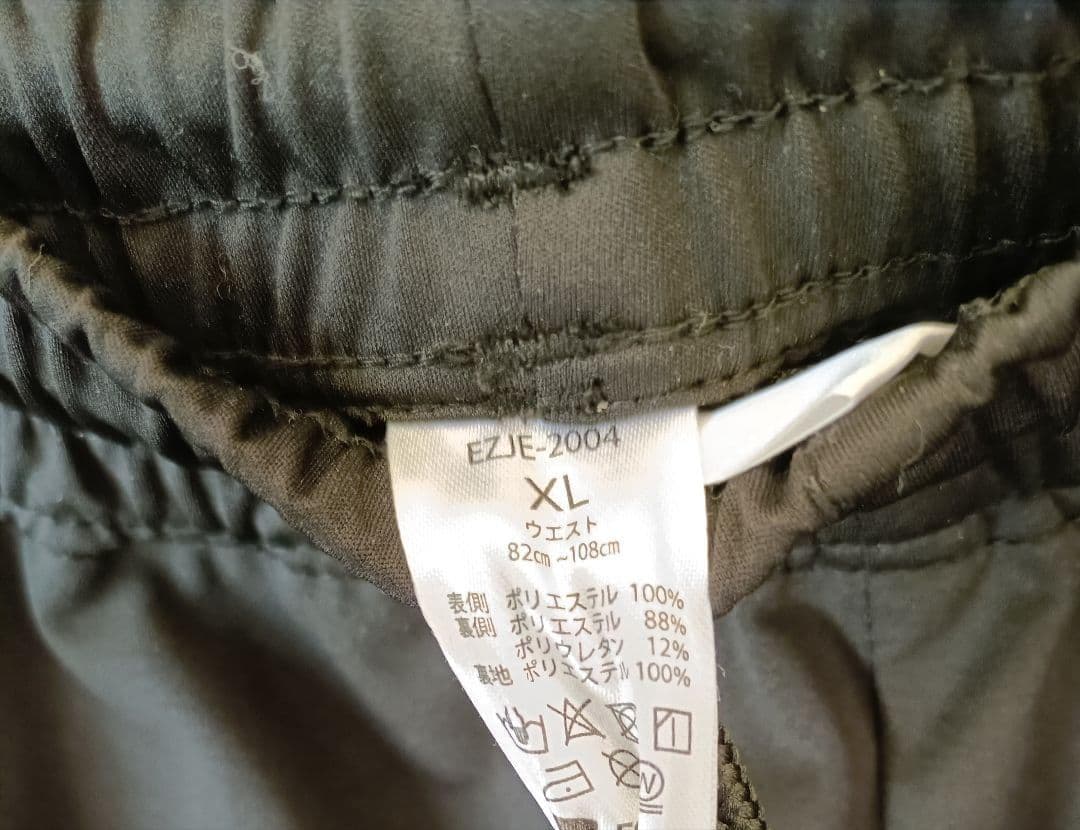 EZJE-2004
XL
ウエスト
82cm ~108cm
表側 ポリエステル 100%
裏側 ポリエステル 88%
ポリウレタン 12%
裏地 ポリエステル 100%